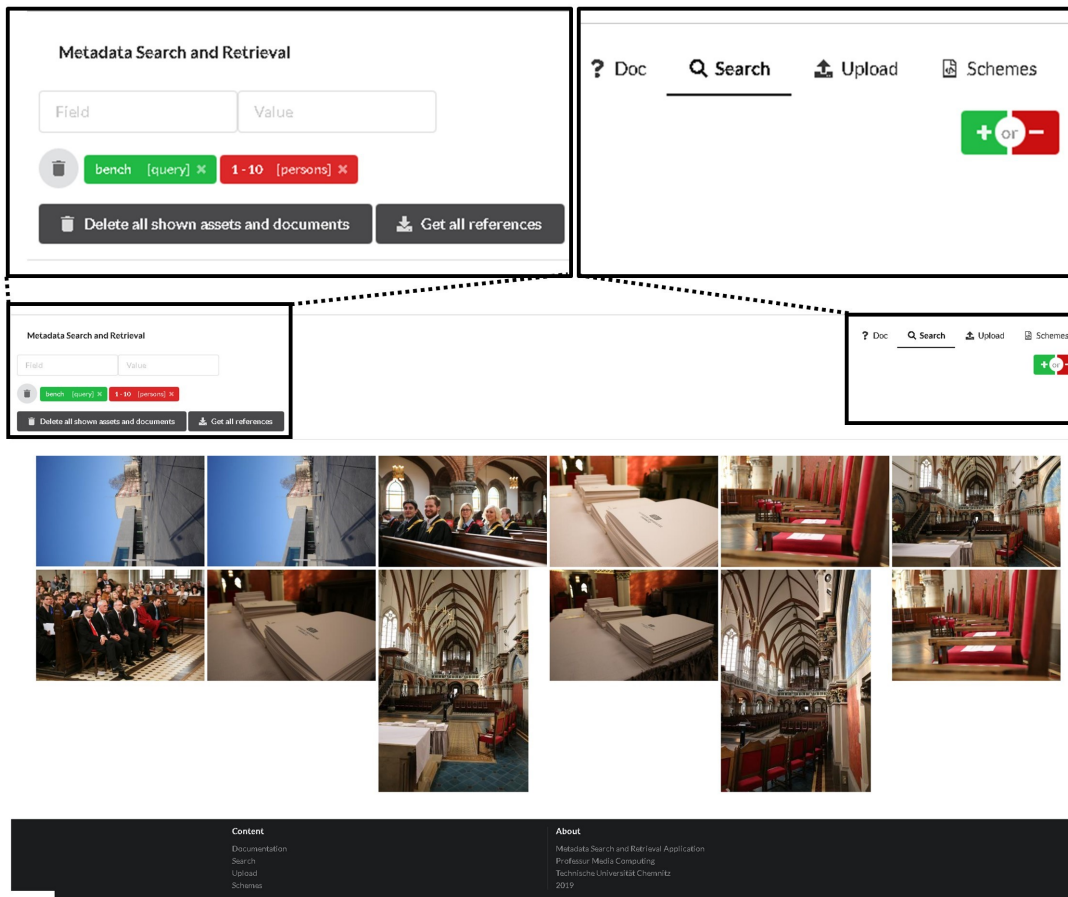 Metadata Search and Retrieval
Field Value
bench [query] × 1 - 10 [persons] ×
Delete all shown assets and documents Get all references
? Doc Search Upload Schemes
+ or −
Metadata Search and Retrieval
Field Value
bench [query] × 1 - 10 [persons] ×
Delete all shown assets and documents Get all references
? Doc Search Upload Schemes
+ or −
Content
Documentation
Search
Upload
Schemes
About
Metadata Search and Retrieval Application
Professur Media Computing
Technische Universität Chemnitz
2019